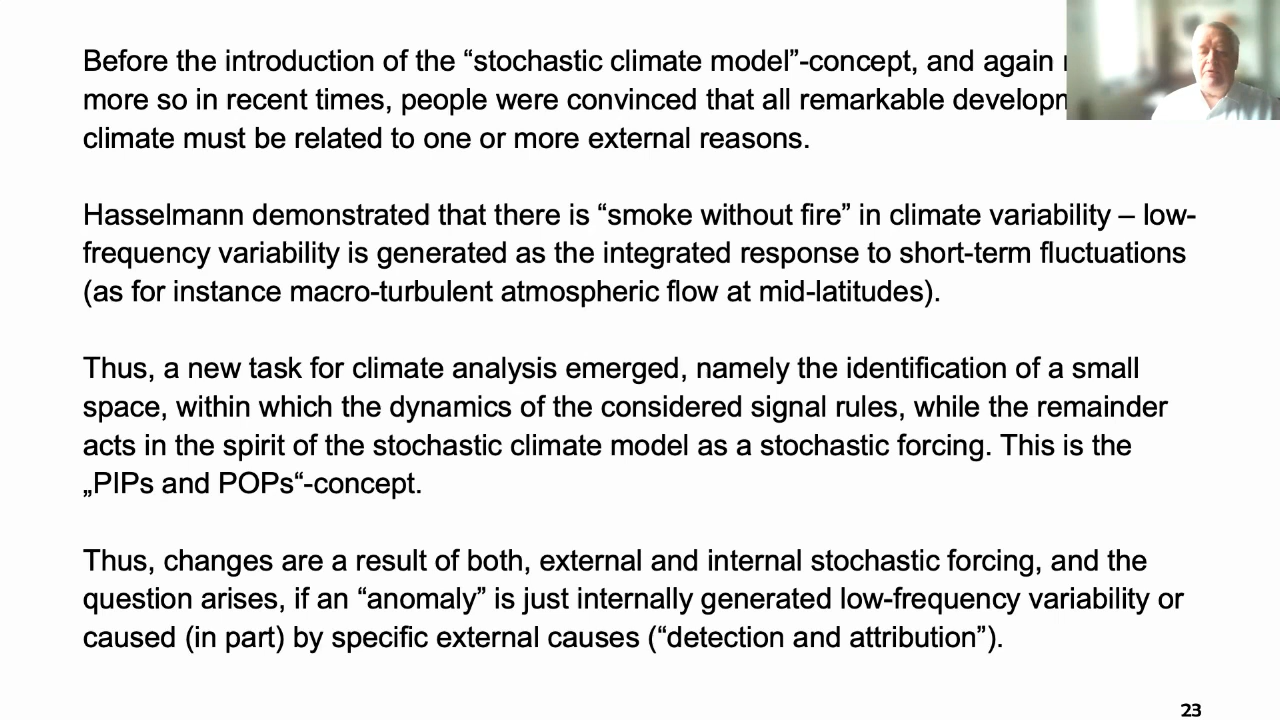 Before the introduction of the “stochastic climate model”-concept, and again
more so in recent times, people were convinced that all remarkable
climate must be related to one or more external reasons.
Hasselmann demonstrated that there is “smoke without fire” in climate variability – low-
frequency variability is generated as the integrated response to short-term fluctuations
(as for instance macro-turbulent atmospheric flow at mid-latitudes).
Thus, a new task for climate analysis emerged, namely the identification of a small
space, within which the dynamics of the considered signal rules, while the remainder
acts in the spirit of the stochastic climate model as a stochastic forcing. This is the
„PIPs and POPs“-concept.
Thus, changes are a result of both, external and internal stochastic forcing, and the
question arises, if an “anomaly” is just internally generated low-frequency variability or
caused (in part) by specific external causes (“detection and attribution”).
23